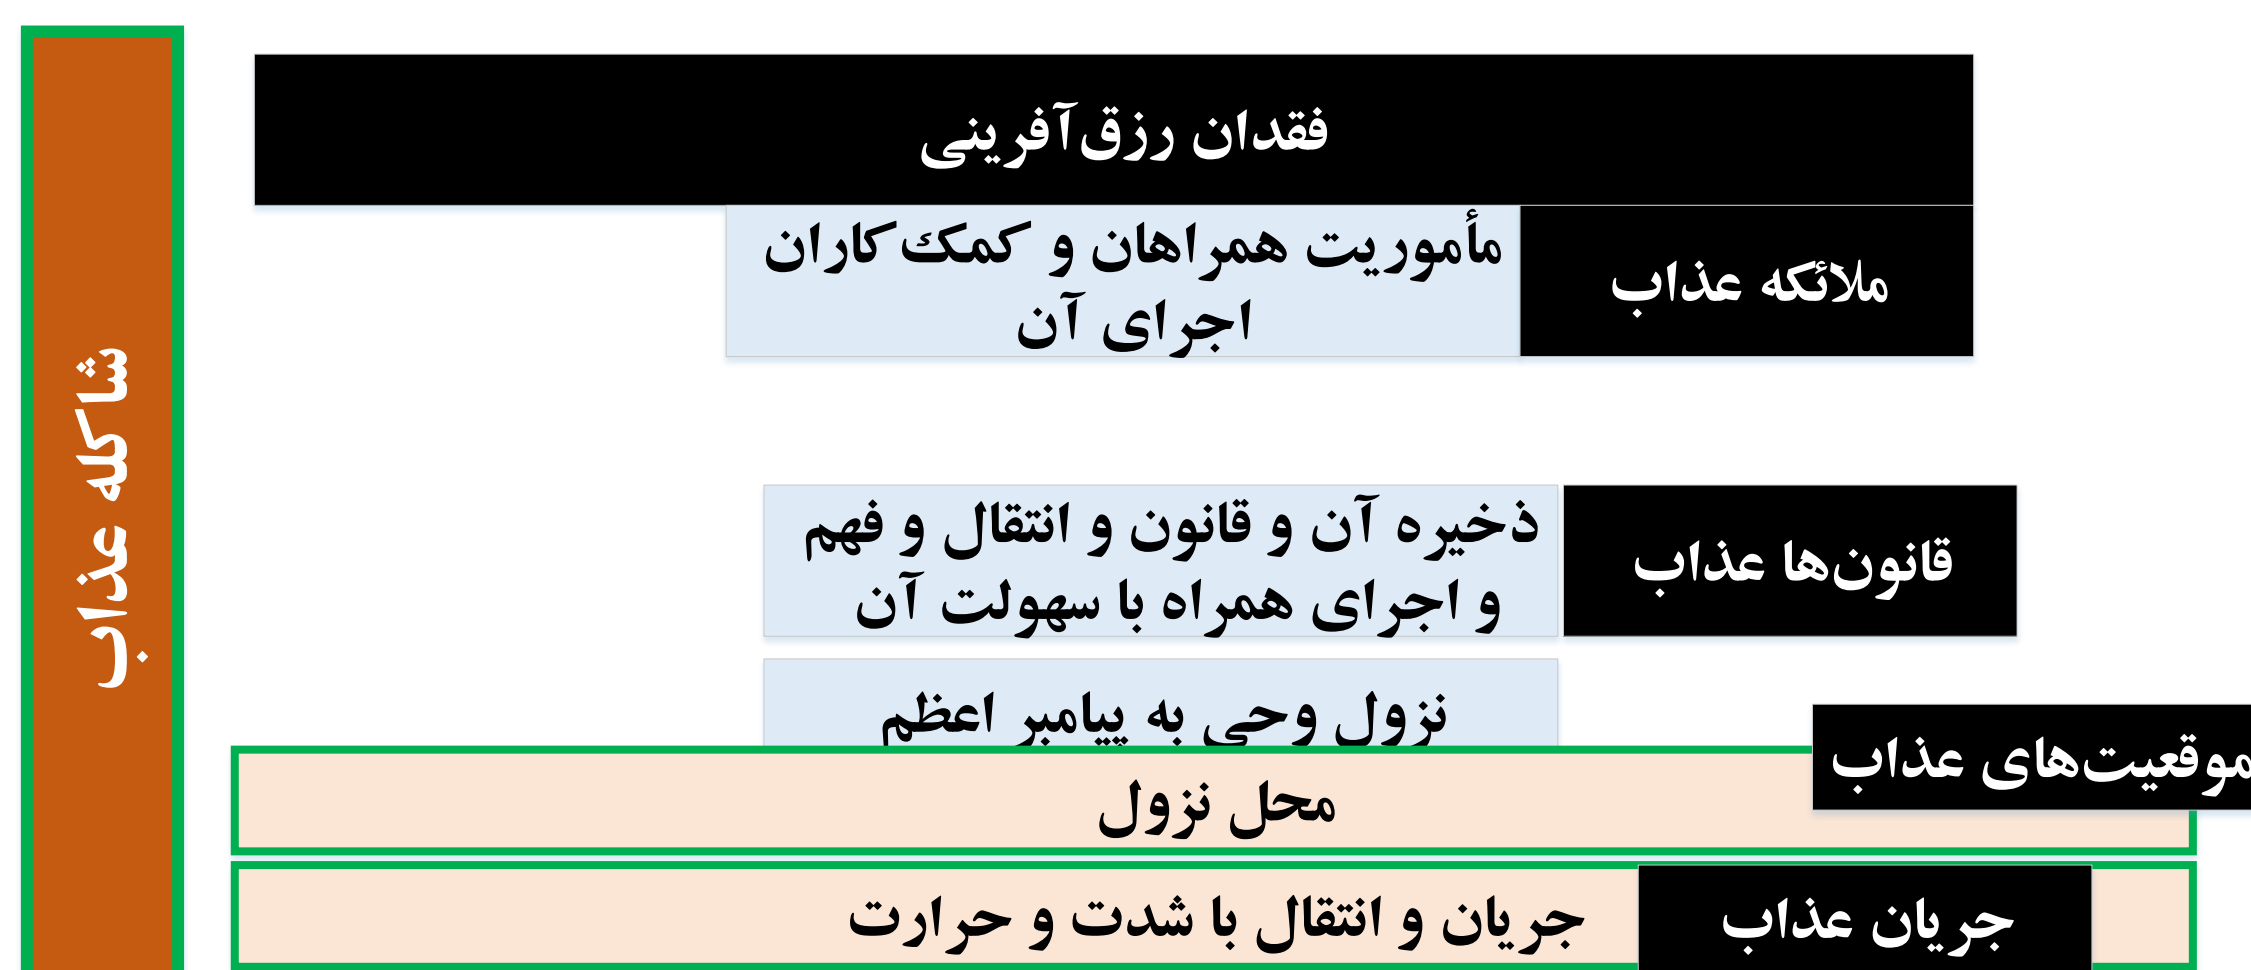 شاکله عذاب
فقدان رزق‌آفرینی
ملائکه عذاب
مأموریت همراهان و کمک‌کاران
اجرای آن
قانون‌ها عذاب
ذخیره آن و قانون و انتقال و فهم
و اجرای همراه با سهولت آن
نزول وحی به پیامبر اعظم
موقعیت‌های عذاب
محل نزول
جریان عذاب
جریان و انتقال با شدت و حرارت